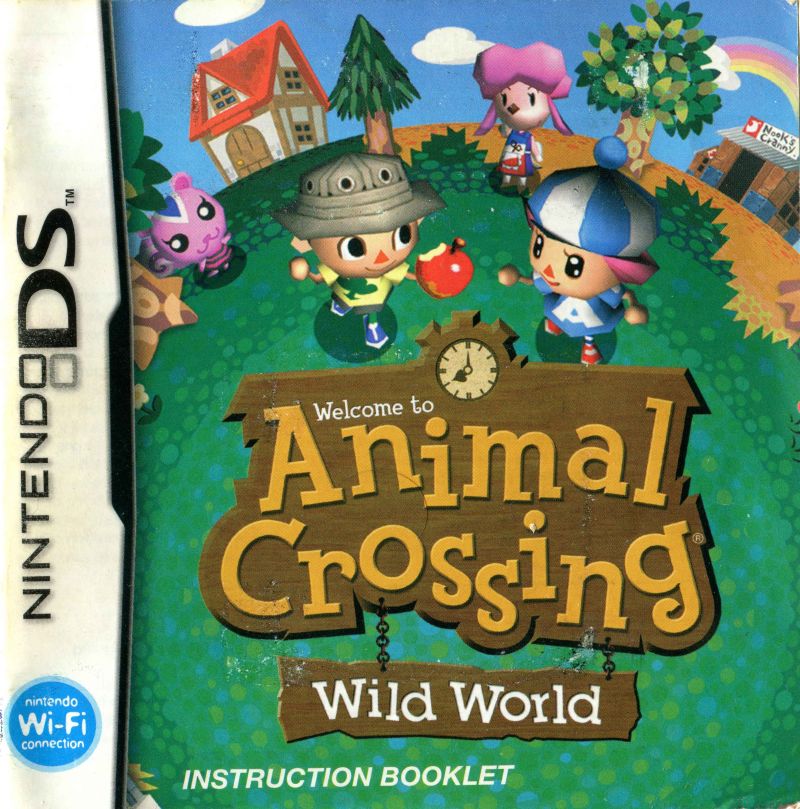 NINTENDO DS™
nintendo
Wi-Fi
connection
NooK's
Cranny
Welcome to
Animal
Crossing®
Wild World
INSTRUCTION BOOKLET